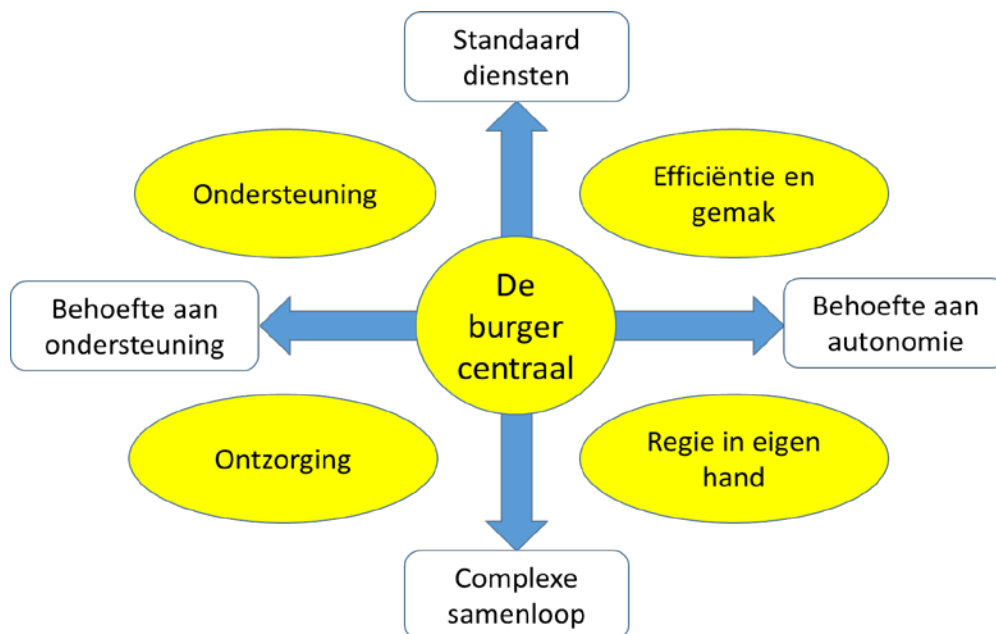 Standaard
diensten
Ondersteuning
Efficiëntie en
gemak
De
burger
centraal
Behoefte aan
ondersteuning
Behoefte aan
autonomie
Ontzorging
Regie in eigen
hand
Complexe
samenloop